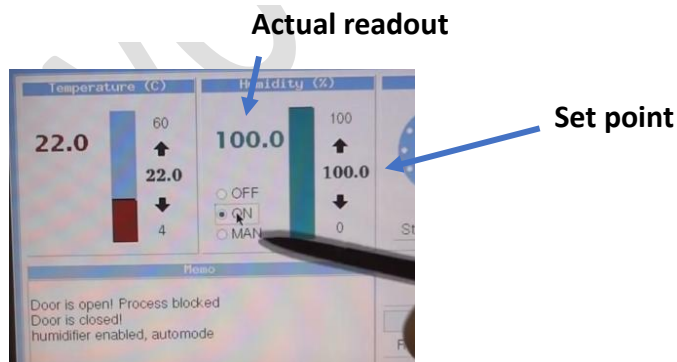 Actual readout
Set point
Temperature (C)
Humidity (%)
22.0
60
22.0
4
100.0
100
100.0
0
OFF
ON
MAN
St
Memo
Door is open! Process blocked
Door is closed!
humidifier enabled, automode